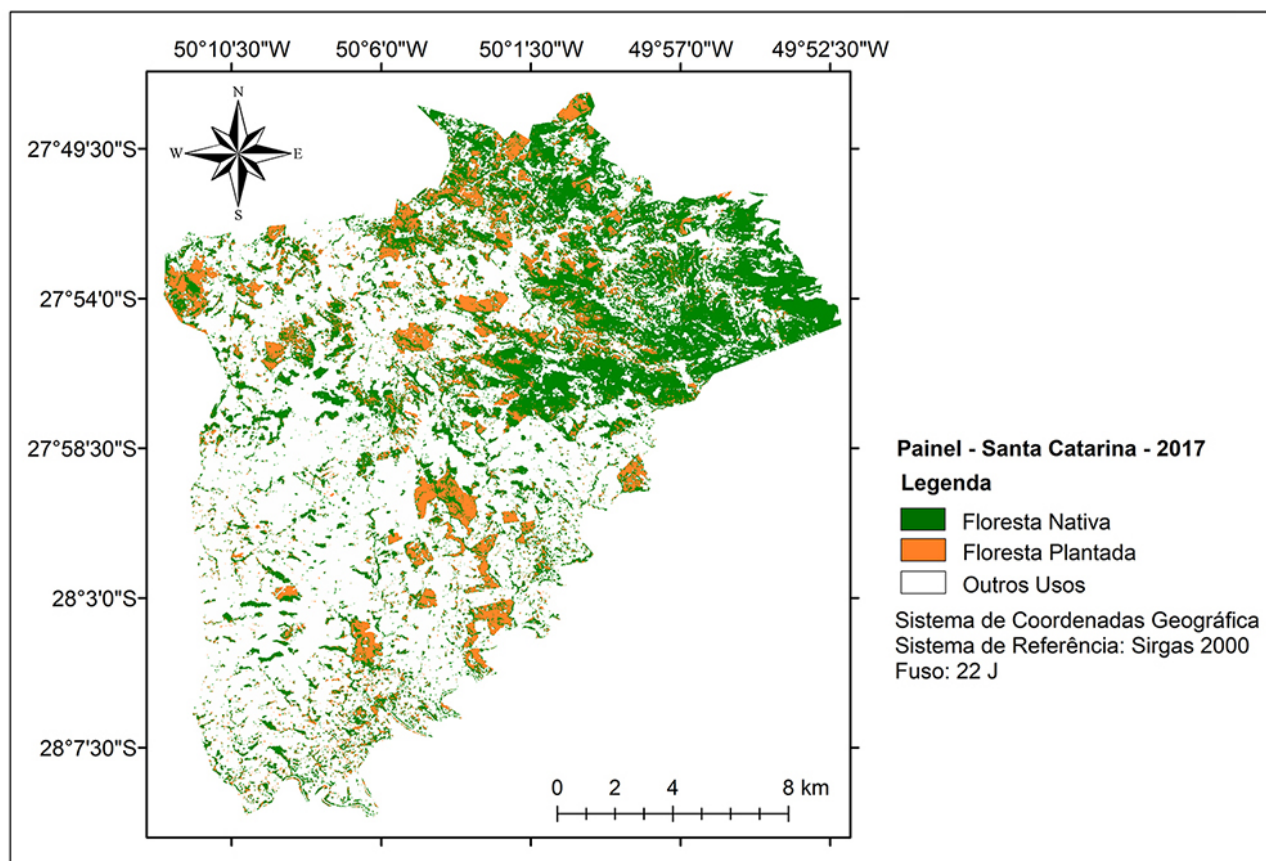 50°10'30"W 50°6'0"W 50°1'30"W 49°57'0"W 49°52'30"W
N
W E
S
27°49'30"S
27°54'0"S
27°58'30"S
28°3'0"S
28°7'30"S
Painel - Santa Catarina - 2017
Legenda
Floresta Nativa
Floresta Plantada
Outros Usos
Sistema de Coordenadas Geográfica
Sistema de Referência: Sirgas 2000
Fuso: 22 J
0 2 4 8 km